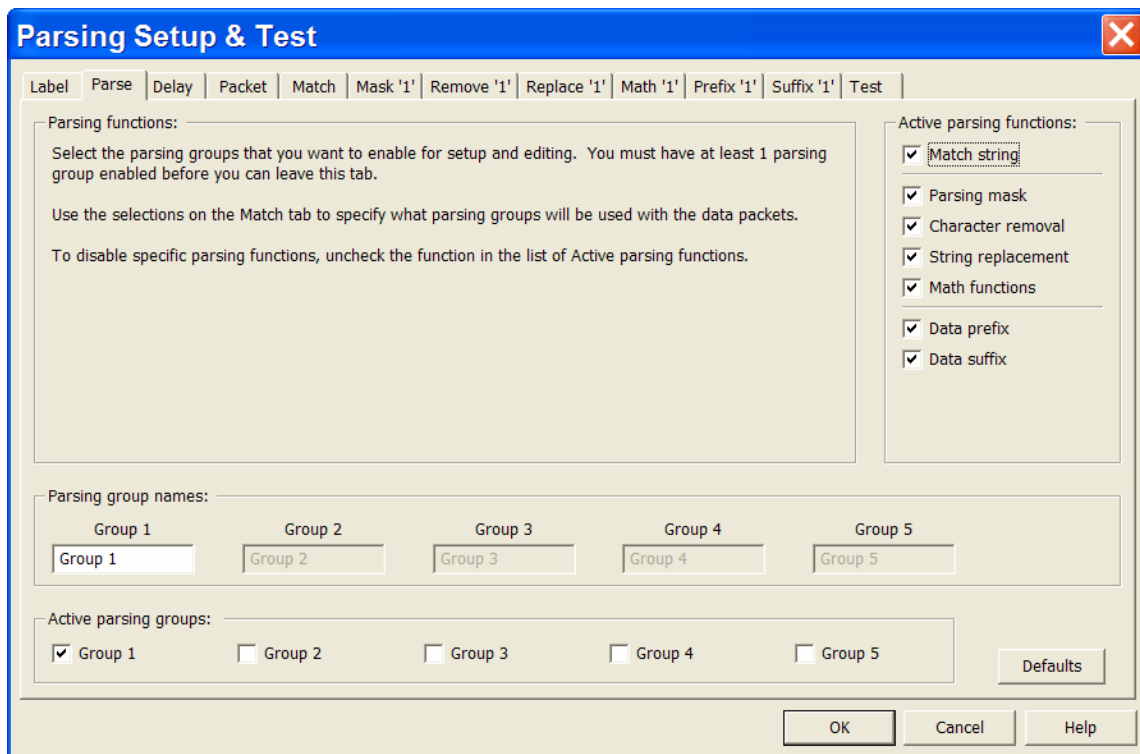 Parsing Setup & Test
Label Parse Delay Packet Match Mask '1' Remove '1' Replace '1' Math '1' Prefix '1' Suffix '1' Test
Parsing functions:
Select the parsing groups that you want to enable for setup and editing. You must have at least 1 parsing
group enabled before you can leave this tab.
Use the selections on the Match tab to specify what parsing groups will be used with the data packets.
To disable specific parsing functions, uncheck the function in the list of Active parsing functions.
Active parsing functions:
Match string
Parsing mask
Character removal
String replacement
Math functions
Data prefix
Data suffix
Parsing group names:
Group 1 Group 2 Group 3 Group 4 Group 5
Group 1 Group 2 Group 3 Group 4 Group 5
Active parsing groups:
Group 1 Group 2 Group 3 Group 4 Group 5
Defaults
OK Cancel Help